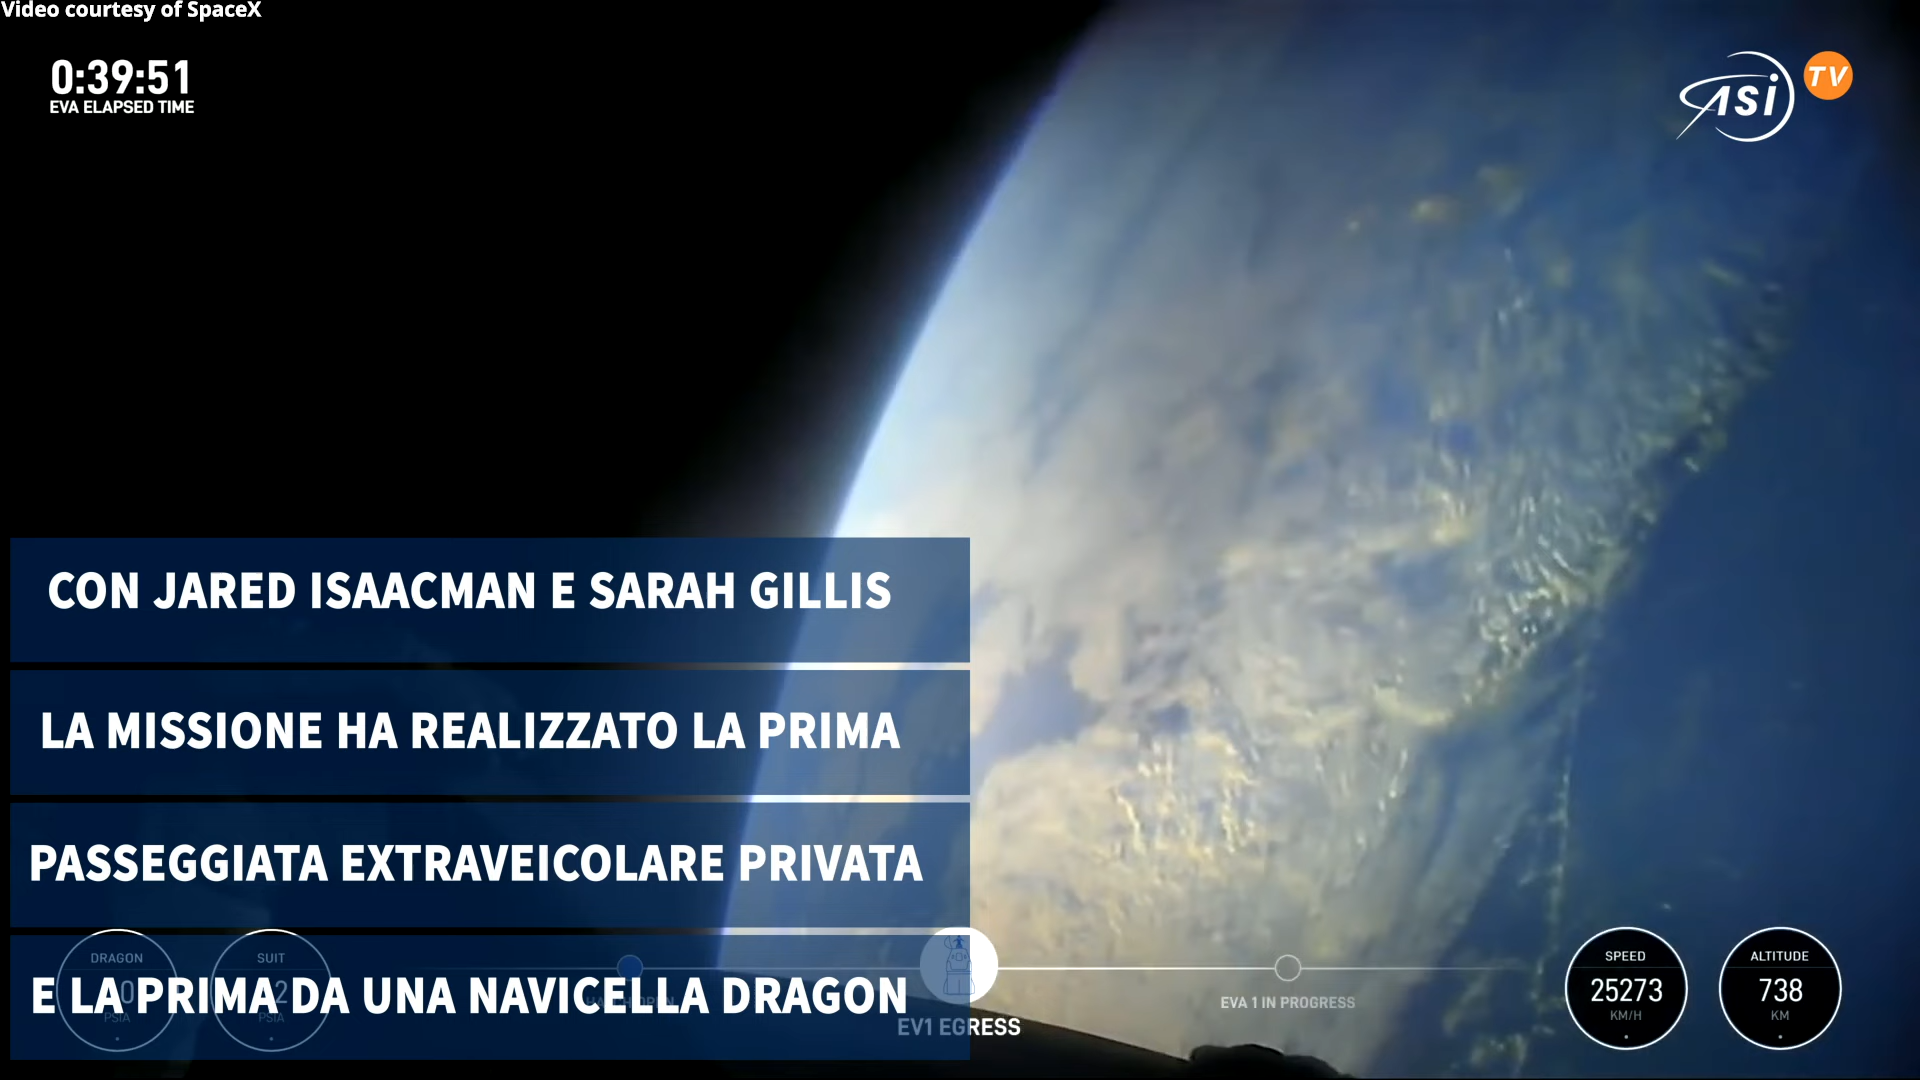 Video courtesy of SpaceX
0:39:51
EVA ELAPSED TIME
asi TV
CON JARED ISAACMAN E SARAH GILLIS
LA MISSIONE HA REALIZZATO LA PRIMA
PASSEGGIATA EXTRAVEICOLARE PRIVATA
E LA PRIMA DA UNA NAVICELLA DRAGON
DRAGON
PSIA
SUIT
PSIA
EV1 EGRESS
EVA 1 IN PROGRESS
SPEED
25273
KM/H
ALTITUDE
738
KM